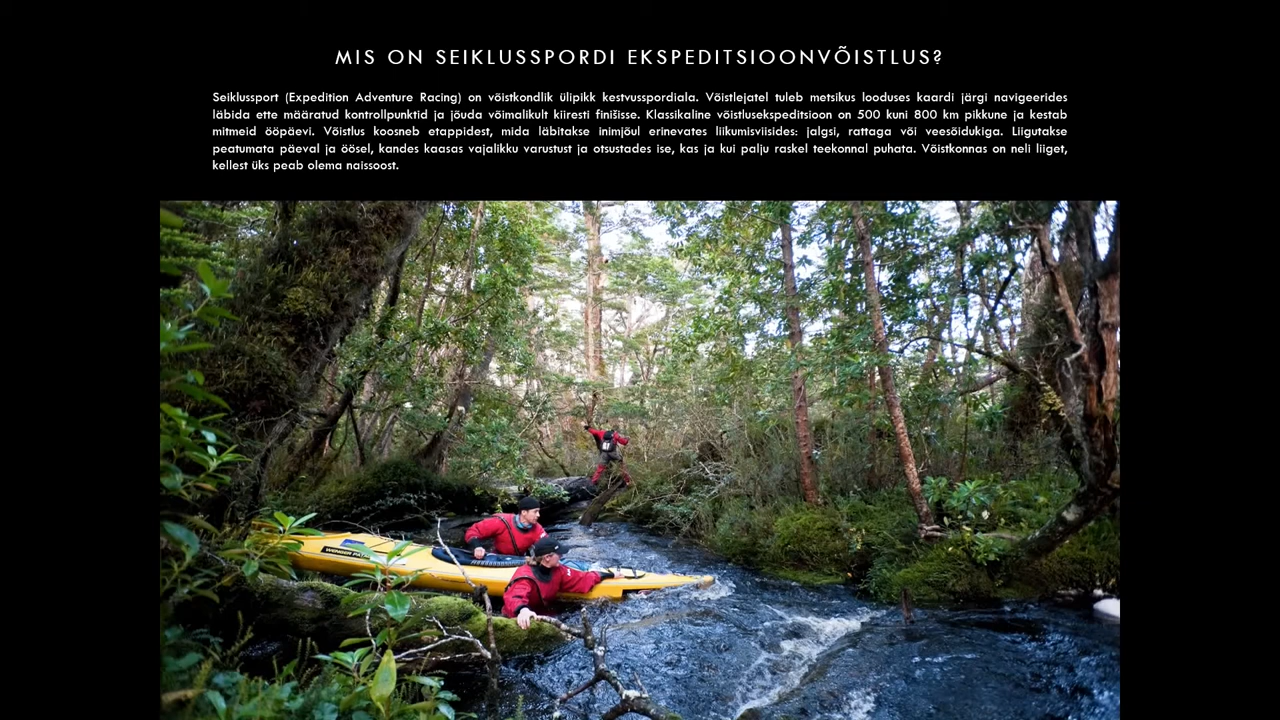 MIS ON SEIKLUSSPORDI EKSPEDITSIOONVÕISTLUS?
Seiklussport (Expedition Adventure Racing) on võistkondlik ülipikk kestvusspordiala. Võistlejatel tuleb metsikus looduses kaardi järgi navigeerides
läbida ette määratud kontrollpunktid ja jõuda võimalikult kiiresti finišisse. Klassikaline võistlusekspeditsioon on 500 kuni 800 km pikkune ja kestab
mitmeid ööpäevi. Võistlus koosneb etappidest, mida läbitakse inimjõul erinevates liikumisviisides: jalgsi, rattaga või veesõidukiga. Liigutakse
peatumata päeval ja öösel, kandes kaasas vajalikku varustust ja otsustades ise, kas ja kui palju raskel teekonnal puhata. Võistkonnas on neli liiget,
kellest üks peab olema naissoost.
WENGER